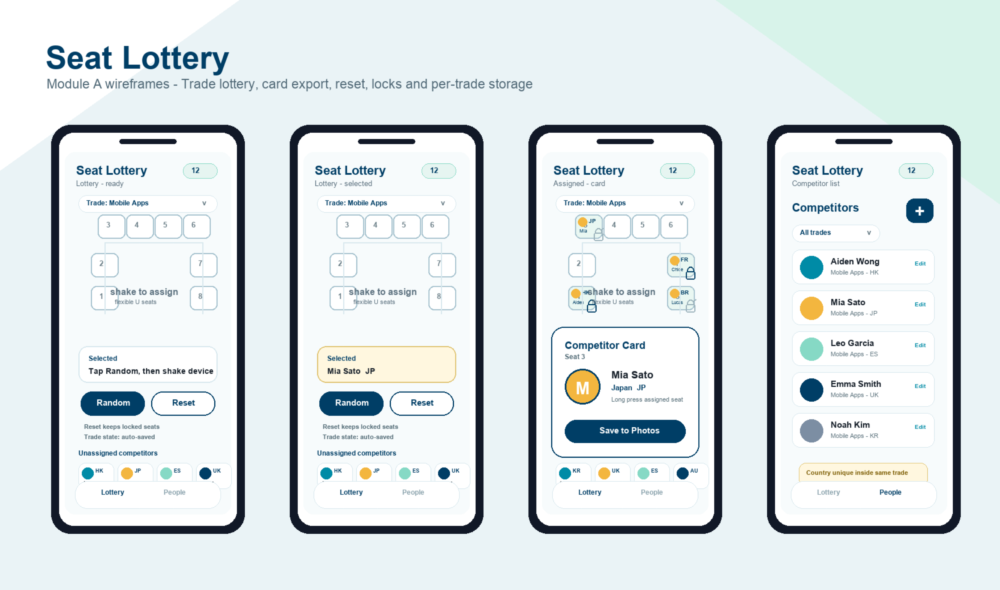 Seat Lottery
Module A wireframes - Trade lottery, card export, reset, locks and per-trade storage
Seat Lottery
12
Lottery - ready
Trade: Mobile Apps v
3 4 5 6
2 7
1 shake to assign 8
flexible U seats
Selected
Tap Random, then shake device
Random Reset
Reset keeps locked seats
Trade state: auto-saved
Unassigned competitors
HK JP ES UK
Lottery People
Seat Lottery
12
Lottery - selected
Trade: Mobile Apps v
3 4 5 6
2 7
1 shake to assign 8
flexible U seats
Selected
Mia Sato JP
Random Reset
Reset keeps locked seats
Trade state: auto-saved
Unassigned competitors
HK JP ES UK
Lottery People
Seat Lottery
12
Assigned - card
Trade: Mobile Apps v
JP 4 5 6
Mia
2 FR
Chloe
HK shake to assign BR
Aiden flexible U seats Lucas
Competitor Card
Seat 3
M
Mia Sato
Japan JP
Long press assigned seat
Save to Photos
KR UK ES AU
Lottery People
Seat Lottery
12
Competitor list
Competitors +
All trades v
Aiden Wong
Mobile Apps - HK
Edit
Mia Sato
Mobile Apps - JP
Edit
Leo Garcia
Mobile Apps - ES
Edit
Emma Smith
Mobile Apps - UK
Edit
Noah Kim
Mobile Apps - KR
Edit
Country unique inside same trade
Lottery People